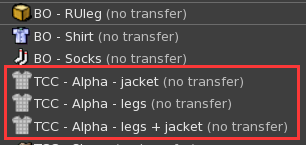 BO - RUleg (no transfer)
BO - Shirt (no transfer)
BO - Socks (no transfer)
TCC - Alpha - jacket (no transfer)
TCC - Alpha - legs (no transfer)
TCC - Alpha - legs + jacket (no transfer)